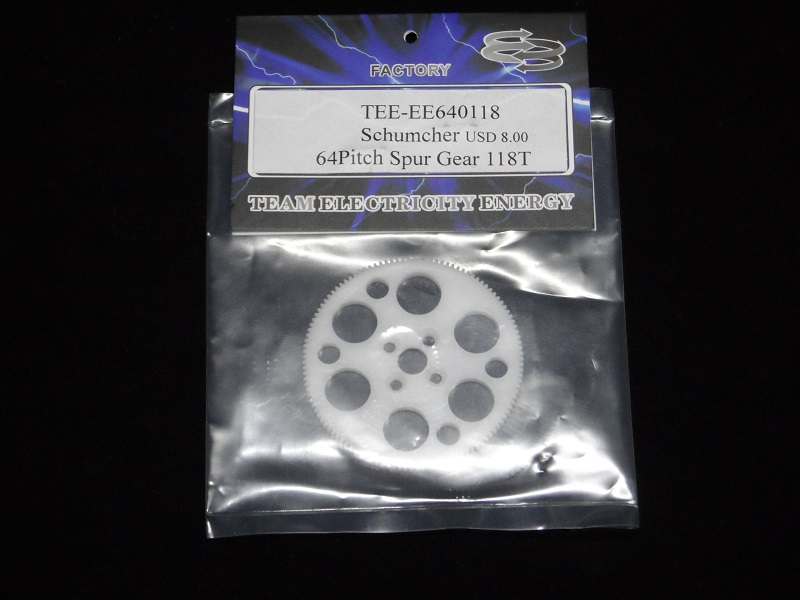 FACTORY
TEE-EE640118
Schumcher USD 8.00
64Pitch Spur Gear 118T
TEAM ELECTRICITY ENERGY